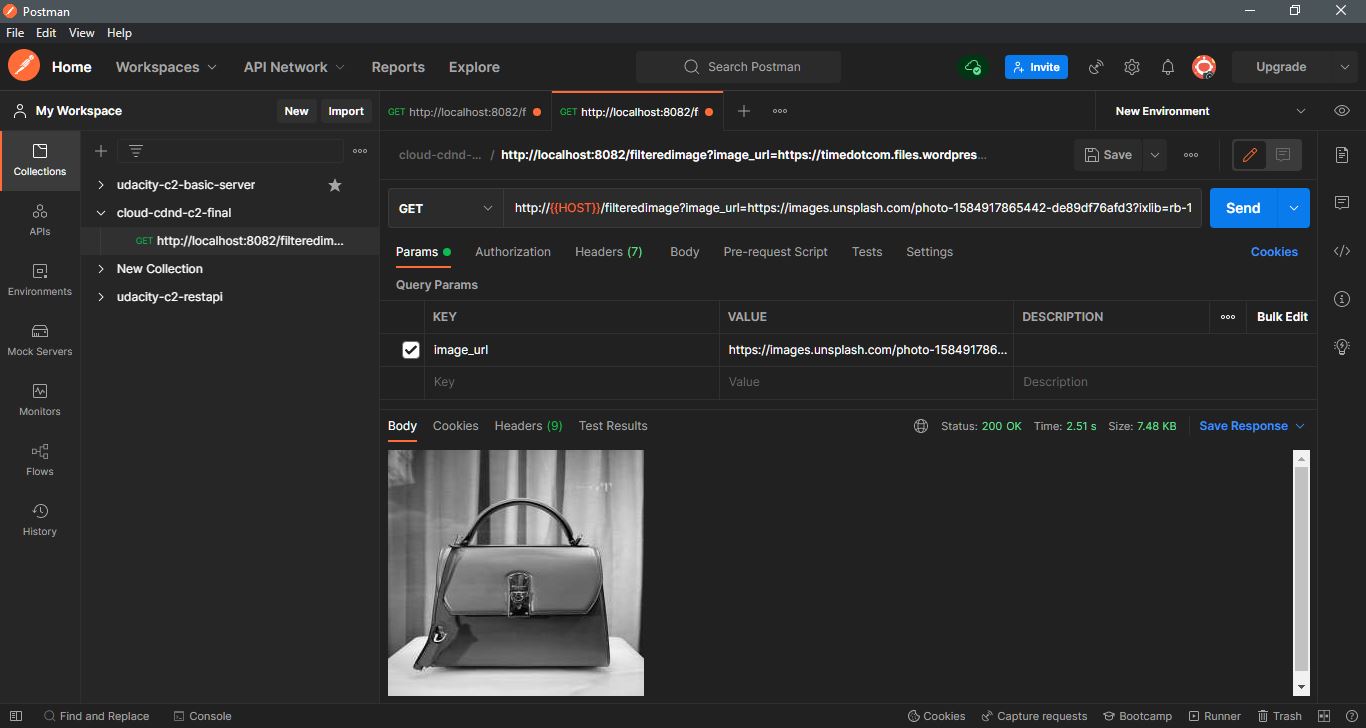 Postman
File Edit View Help
Home Workspaces API Network Reports Explore Search Postman Invite Upgrade
My Workspace New Import GET http://localhost:8082/f GET http://localhost:8082/f New Environment
cloud-cdnd-... / http://localhost:8082/filteredimage?image_url=https://timedotcom.files.wordpres... Save
Collections
APIs
Environments
Mock Servers
Monitors
Flows
History
udacity-c2-basic-server
cloud-cdnd-c2-final
GET http://localhost:8082/filteredim...
New Collection
udacity-c2-restapi
GET http://{{HOST}}/filteredimage?image_url=https://images.unsplash.com/photo-1584917865442-de89df76afd3?ixlib=rb-1 Send
Params Authorization Headers (7) Body Pre-request Script Tests Settings Cookies
Query Params
KEY VALUE DESCRIPTION Bulk Edit
image_url https://images.unsplash.com/photo-158491786...
Key Value Description
Body Cookies Headers (9) Test Results Status: 200 OK Time: 2.51 s Size: 7.48 KB Save Response
Find and Replace Console Cookies Capture requests Bootcamp Runner Trash